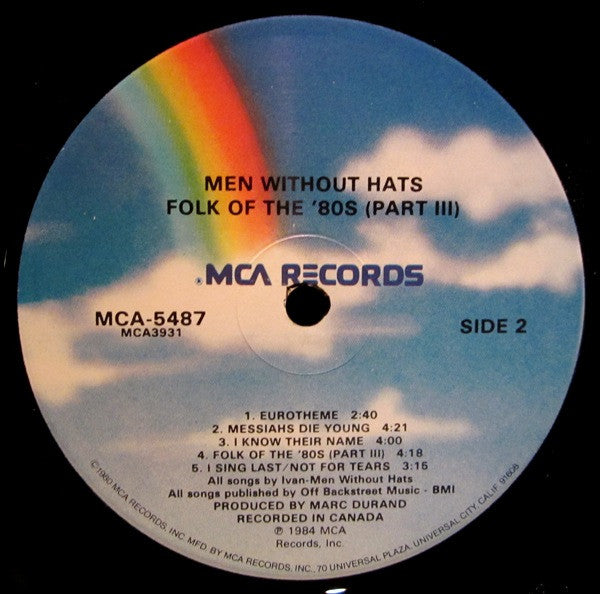 MEN WITHOUT HATS
FOLK OF THE '80S (PART III)
®MCA RECORDS
MCA-5487
MCA3931
SIDE 2
1. EUROTHEME 2:40
2. MESSIAHS DIE YOUNG 4:21
3. I KNOW THEIR NAME 4:00
4. FOLK OF THE '80S (PART III) 4:18
5. I SING LAST/NOT FOR TEARS 3:15
All songs by Ivan-Men Without Hats
All songs published by Off Backstreet Music - BMI
PRODUCED BY MARC DURAND
RECORDED IN CANADA
℗ 1984 MCA
Records, Inc.
©1980 MCA RECORDS, INC. MFD. BY MCA RECORDS, INC., 70 UNIVERSAL PLAZA, UNIVERSAL CITY, CALIF. 91608